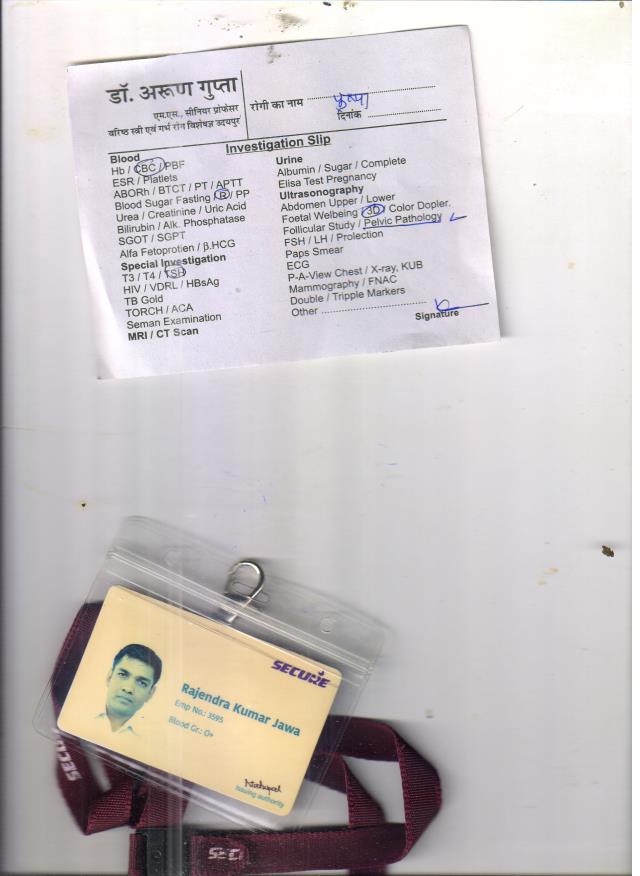 डॉ. अरूण गुप्ता
एम.एस., सीनियर प्रोफेसर
वरिष्ठ स्त्री एवं गर्भ रोग विशेषज्ञ उदयपुर
रोगी का नाम पुष्पा
दिनांक
Investigation Slip
Blood
Hb / CBC / PBF
ESR / Platlets
ABORh / BTCT / PT / APTT
Blood Sugar Fasting / R / PP
Urea / Creatinine / Uric Acid
Bilirubin / Alk. Phosphatase
SGOT / SGPT
Alfa Fetoprotien / β.HCG
Special Investigation
T3 / T4 / TSH
HIV / VDRL / HBsAg
TB Gold
TORCH / ACA
Seman Examination
MRI / CT Scan
Urine
Albumin / Sugar / Complete
Elisa Test Pregnancy
Ultrasonography
Abdomen Upper / Lower
Foetal Welbeing / 3D / Color Dopler.
Follicular Study / Pelvic Pathology
FSH / LH / Prolection
Paps Smear
ECG
P-A-View Chest / X-ray, KUB
Mammography / FNAC
Double / Tripple Markers
Other
Signature
SECURE
Rajendra Kumar Jawa
Emp No.: 3595
Blood Gr.: O+
Issuing authority
SEC
SEC